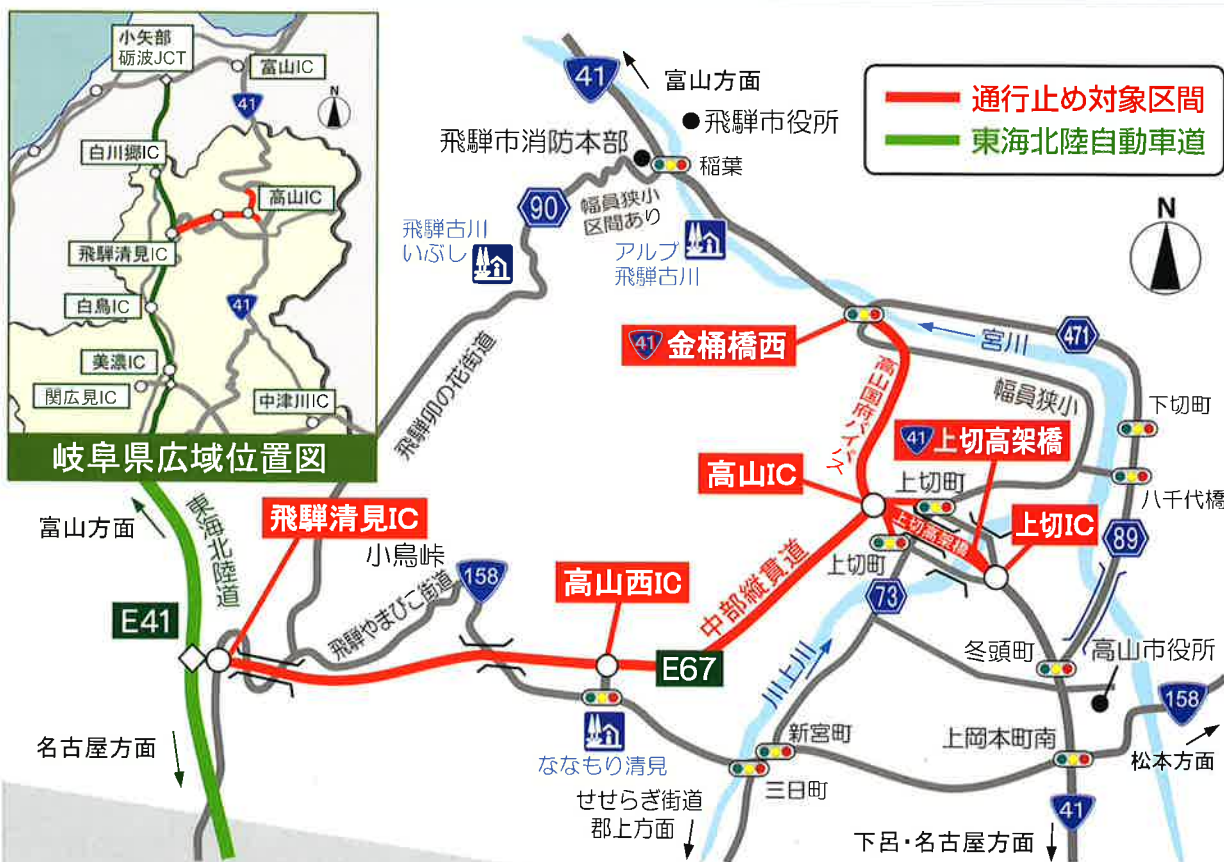 小矢部
砺波JCT
富山IC
41
N
白川郷IC
高山IC
飛騨清見IC
白鳥IC
41
美濃IC
関広見IC
中津川IC
岐阜県広域位置図
41
富山方面
通行止め対象区間
東海北陸自動車道
飛騨市役所
飛騨市消防本部
稲葉
90
幅員狭小
区間あり
飛騨古川
いぶし
アルプ
飛騨古川
N
41 金桶橋西
宮川
471
高山国府バイパス
幅員狭小
飛騨卯の花街道
下切町
41 上切高架橋
高山IC
上切町
八千代橋
上切高架橋
上切IC
89
上切町
73
富山方面
東海北陸道
飛騨清見IC
小鳥峠
158
高山西IC
中部縦貫道
E41
飛騨やまびこ街道
E67
川上川
冬頭町
高山市役所
158
名古屋方面
ななもり清見
新宮町
上岡本町南
松本方面
三日町
せせらぎ街道
郡上方面
41
下呂・名古屋方面